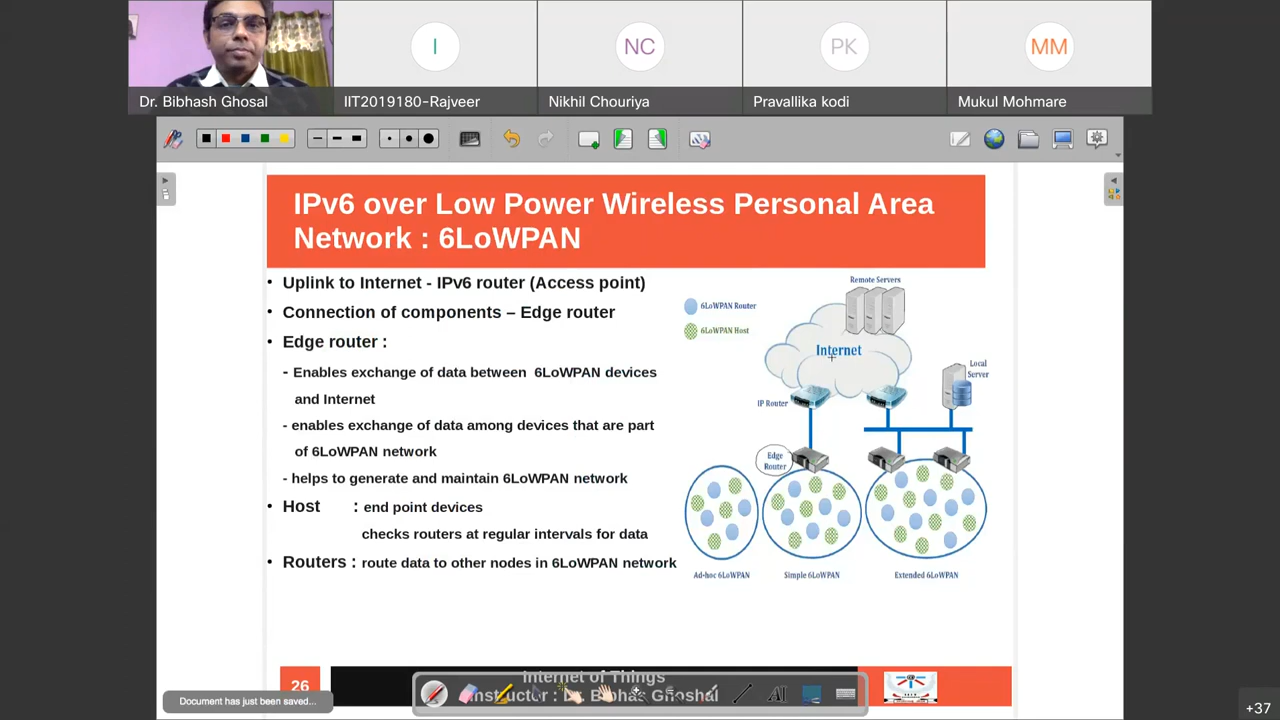 Dr. Bibhash Ghosal
IIT2019180-Rajveer
Nikhil Chouriya
Pravallika kodi
Mukul Mohmare
I
NC
PK
MM
IPv6 over Low Power Wireless Personal Area
Network : 6LoWPAN
• Uplink to Internet - IPv6 router (Access point)
• Connection of components – Edge router
• Edge router :
- Enables exchange of data between 6LoWPAN devices
and Internet
- enables exchange of data among devices that are part
of 6LoWPAN network
- helps to generate and maintain 6LoWPAN network
• Host : end point devices
checks routers at regular intervals for data
• Routers : route data to other nodes in 6LoWPAN network
Remote Servers
6LoWPAN Router
6LoWPAN Host
Internet
Local
Server
IP Router
Edge
Router
Ad-hoc 6LoWPAN
Simple 6LoWPAN
Extended 6LoWPAN
26
Internet of Things
Instructor : Dr. Bibhas Ghoshal
AI
Document has just been saved...
+37